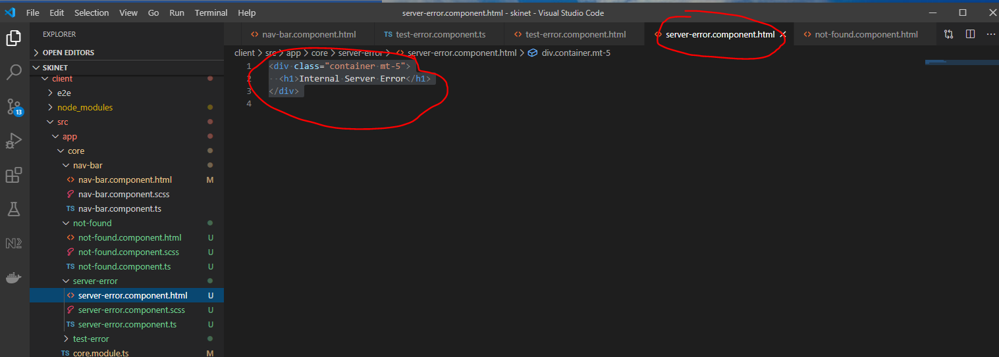 File Edit Selection View Go Run Terminal Help server-error.component.html - skinet - Visual Studio Code
EXPLORER
nav-bar.component.html TS test-error.component.ts test-error.component.html server-error.component.html not-found.component.html
OPEN EDITORS
client > src > app > core > server-error > server-error.component.html > div.container.mt-5
SKINET
1 <div class="container mt-5">
2 <h1>Internal Server Error</h1>
3 </div>
4
client
e2e
node_modules
src
app
core
nav-bar
nav-bar.component.html M
nav-bar.component.scss
TS nav-bar.component.ts
not-found
not-found.component.html U
not-found.component.scss U
TS not-found.component.ts U
server-error
server-error.component.html U
server-error.component.scss U
TS server-error.component.ts U
test-error
TS core.module.ts M
13
N2